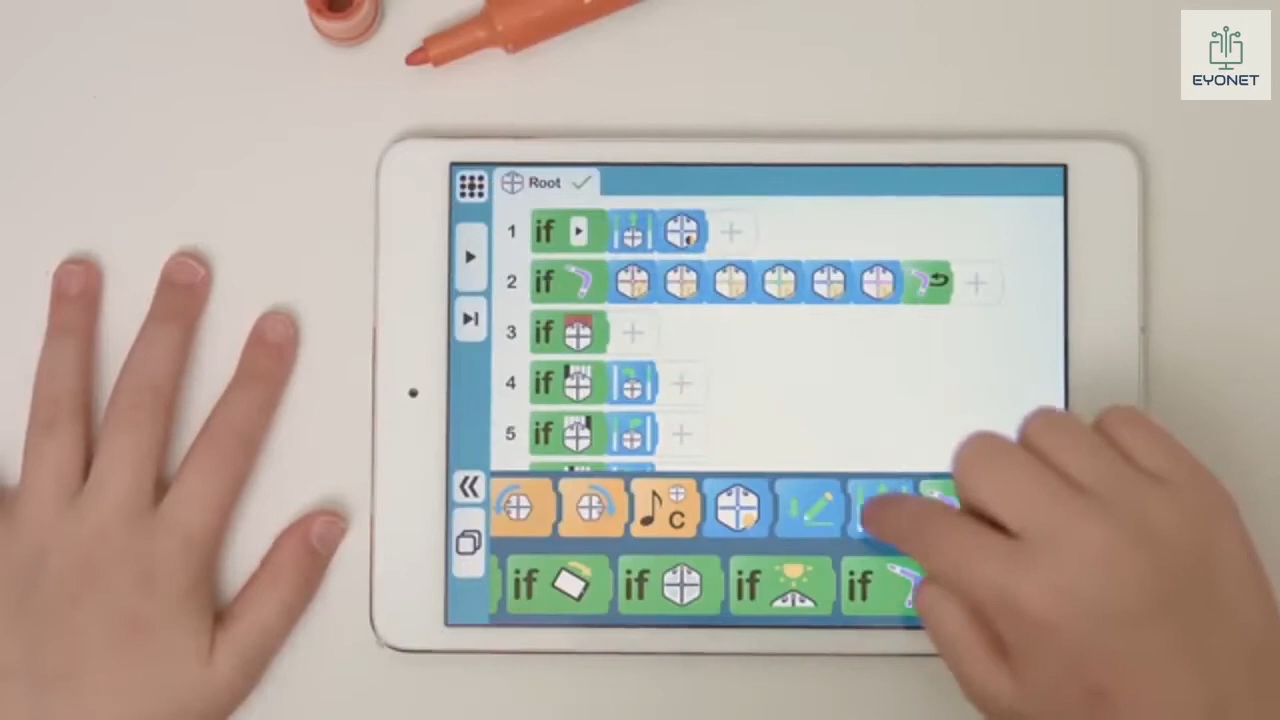 EYONET
Root
1 if
2 if
3 if
4 if
5 if
C
if if if if